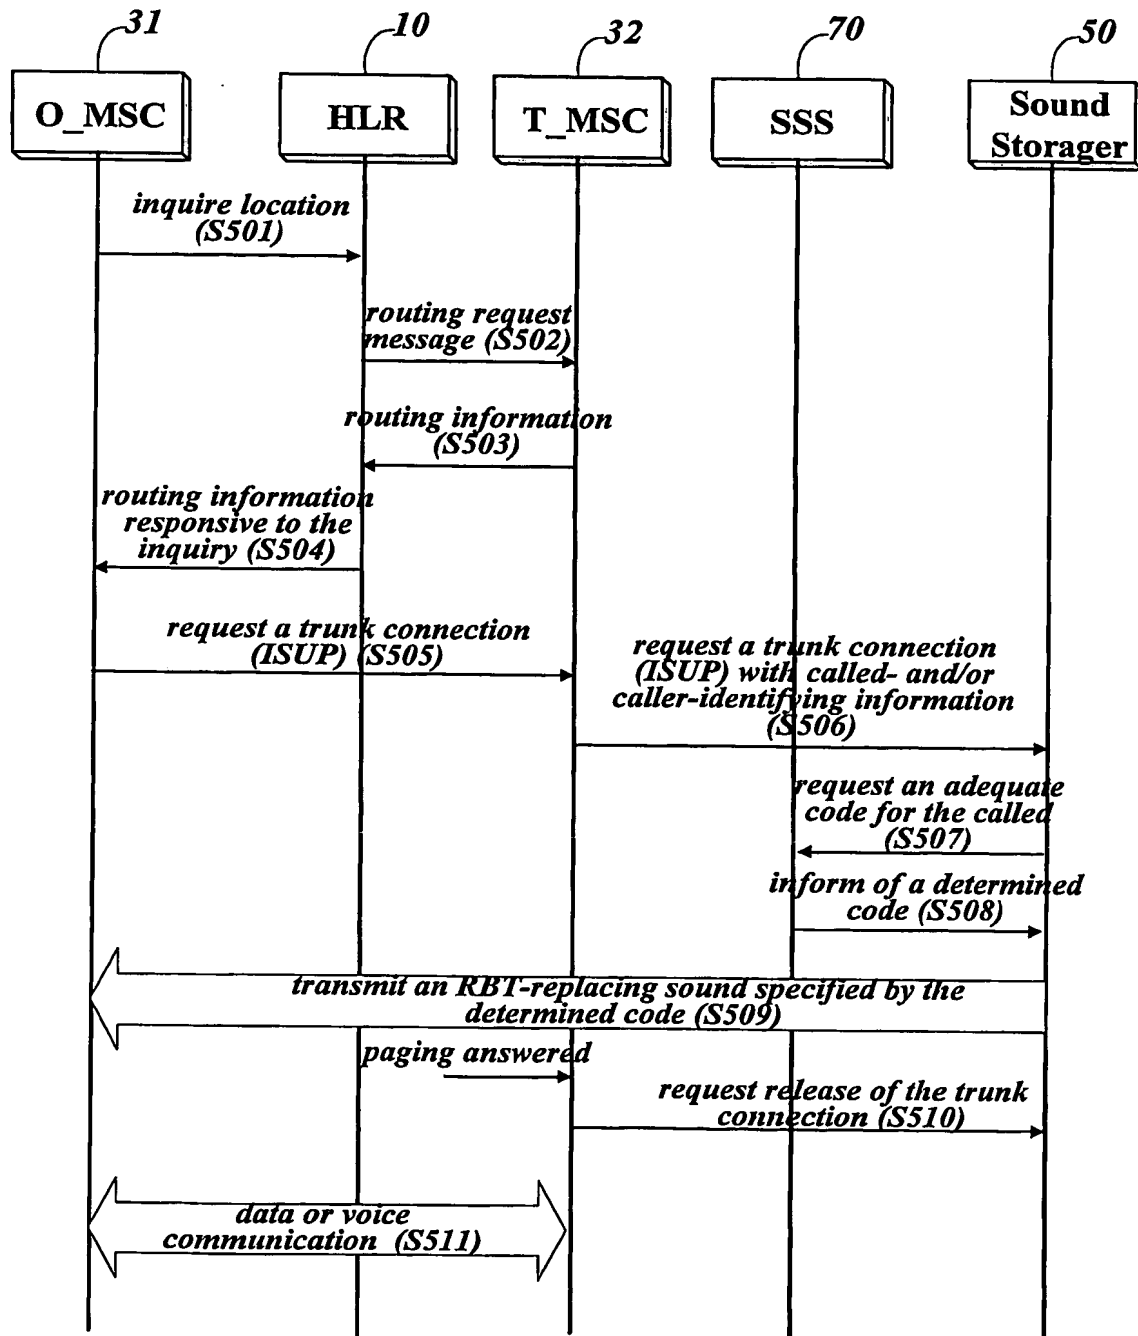 31
10
32
70
50
O_MSC
HLR
T_MSC
SSS
Sound
Storager
inquire location
(S501)
routing request
message (S502)
routing information
(S503)
routing information
responsive to the
inquiry (S504)
request a trunk connection
(ISUP) (S505)
request a trunk connection
(ISUP) with called- and/or
caller-identifying information
(S506)
request an adequate
code for the called
(S507)
inform of a determined
code (S508)
transmit an RBT-replacing sound specified by the
determined code (S509)
paging answered
request release of the trunk
connection (S510)
data or voice
communication (S511)